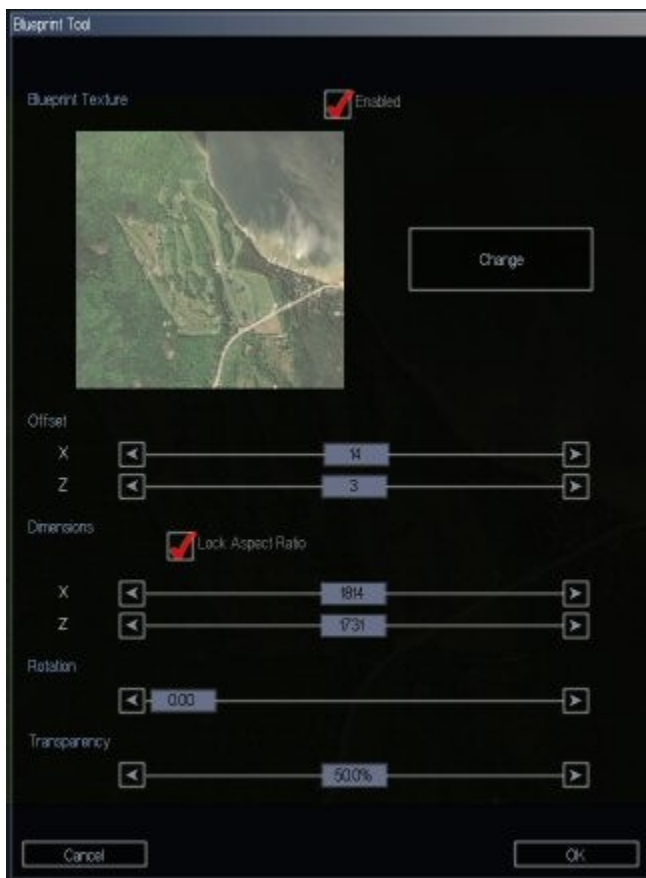 Blueprint Tool
Blueprint Texture
Enabled
Change
Offset
X
14
Z
3
Dimensions
Lock Aspect Ratio
X
1814
Z
1731
Rotation
0.00
Transparency
50.0%
Cancel
OK